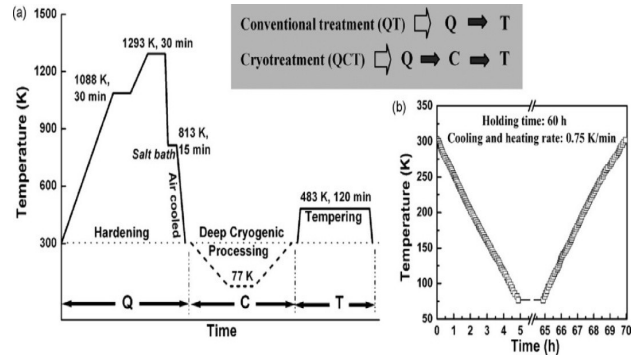 (a)
Conventional treatment (QT) Q T
Cryotreatment (QCT) Q C T
1500
1200
900
600
300
Temperature (K)
1088 K,
30 min
1293 K, 30 min
813 K,
15 min
Salt bath
Air cooled
Hardening
Deep Cryogenic
Processing
77 K
483 K, 120 min
Tempering
Q
C
T
Time
(b)
Holding time: 60 h
Cooling and heating rate: 0.75 K/min
350
300
250
200
150
100
50
Temperature (K)
0 1 2 3 4 5 65 66 67 68 69 70
Time (h)